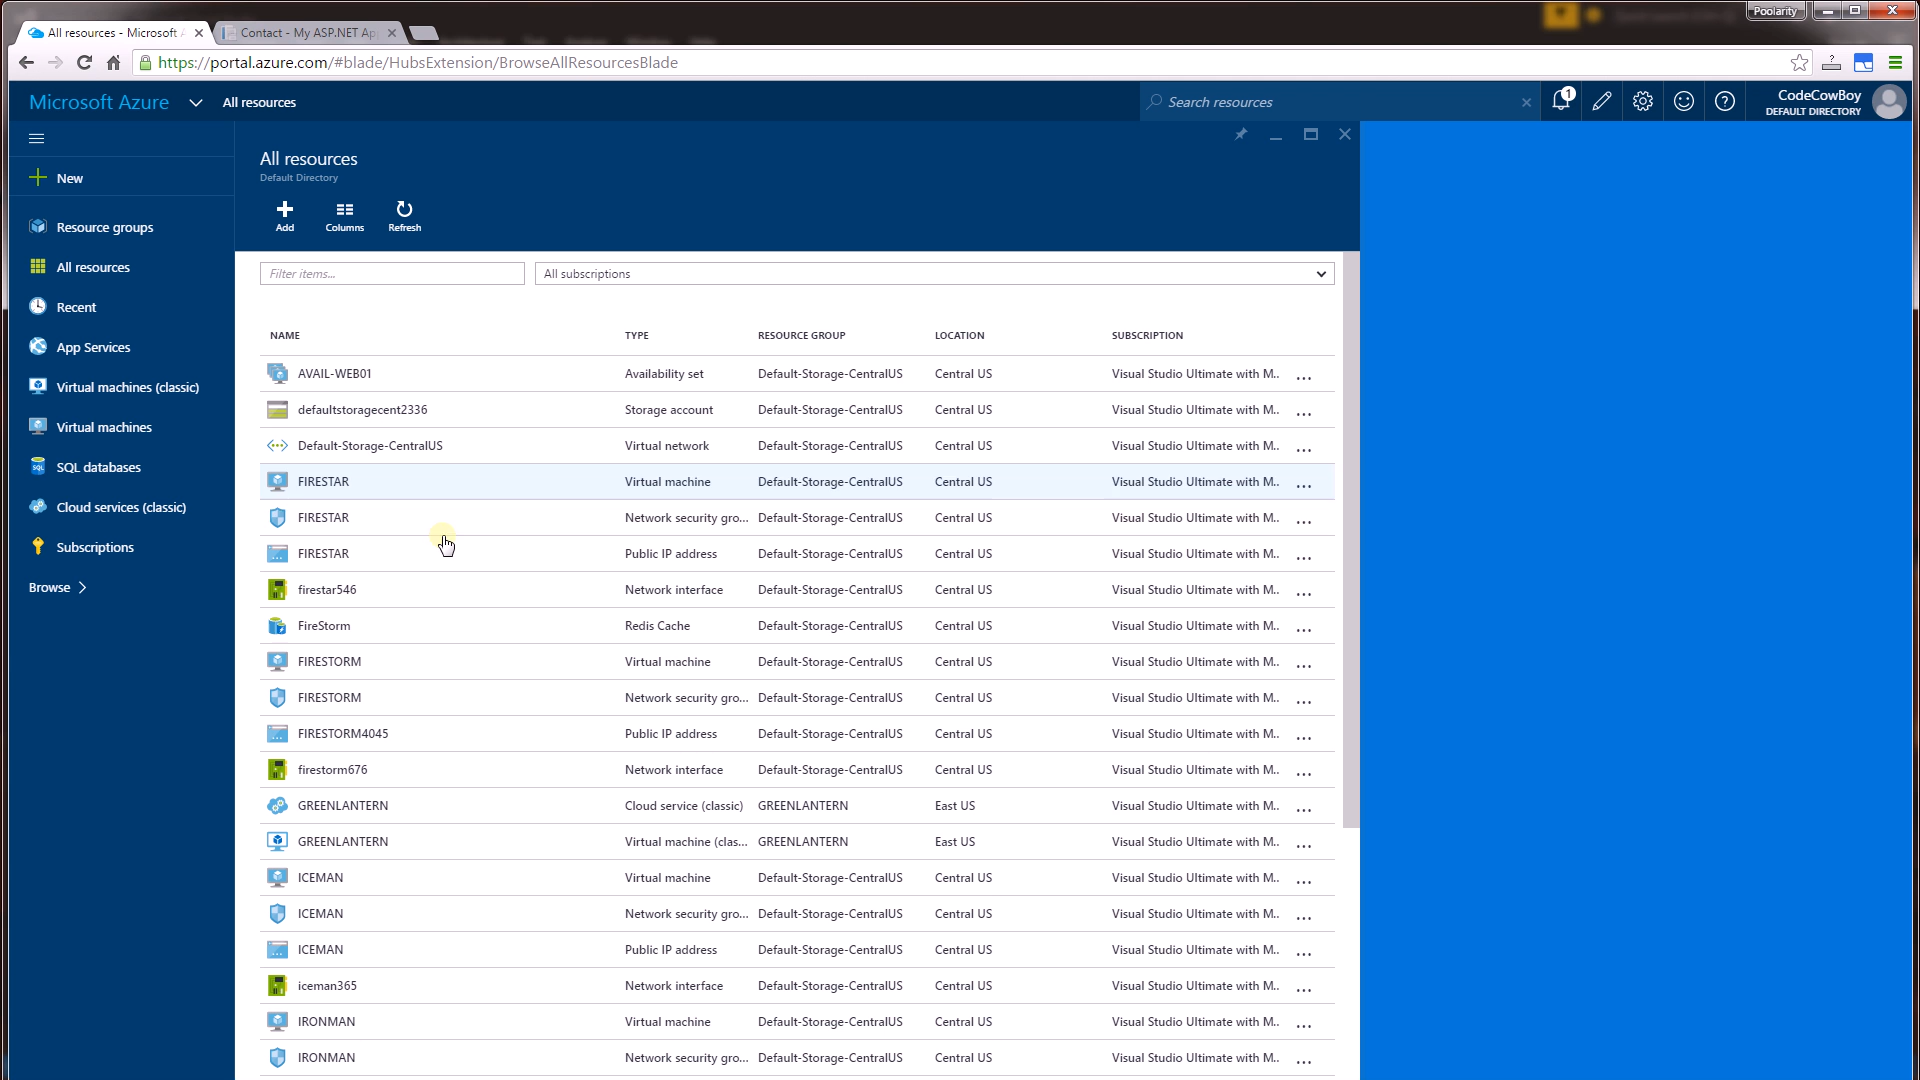 Poolarity
All resources - Microsoft A
Contact - My ASP.NET Ap
https://portal.azure.com/#blade/HubsExtension/BrowseAllResourcesBlade
Microsoft Azure All resources Search resources 1 CodeCowBoy
DEFAULT DIRECTORY
New
Resource groups
All resources
Recent
App Services
Virtual machines (classic)
Virtual machines
SQL databases
Cloud services (classic)
Subscriptions
Browse
All resources
Default Directory
Add Columns Refresh
Filter items... All subscriptions
NAME TYPE RESOURCE GROUP LOCATION SUBSCRIPTION
AVAIL-WEB01 Availability set Default-Storage-CentralUS Central US Visual Studio Ultimate with M.. ...
defaultstoragecent2336 Storage account Default-Storage-CentralUS Central US Visual Studio Ultimate with M.. ...
Default-Storage-CentralUS Virtual network Default-Storage-CentralUS Central US Visual Studio Ultimate with M.. ...
FIRESTAR Virtual machine Default-Storage-CentralUS Central US Visual Studio Ultimate with M.. ...
FIRESTAR Network security gro... Default-Storage-CentralUS Central US Visual Studio Ultimate with M.. ...
FIRESTAR Public IP address Default-Storage-CentralUS Central US Visual Studio Ultimate with M.. ...
firestar546 Network interface Default-Storage-CentralUS Central US Visual Studio Ultimate with M.. ...
FireStorm Redis Cache Default-Storage-CentralUS Central US Visual Studio Ultimate with M.. ...
FIRESTORM Virtual machine Default-Storage-CentralUS Central US Visual Studio Ultimate with M.. ...
FIRESTORM Network security gro... Default-Storage-CentralUS Central US Visual Studio Ultimate with M.. ...
FIRESTORM4045 Public IP address Default-Storage-CentralUS Central US Visual Studio Ultimate with M.. ...
firestorm676 Network interface Default-Storage-CentralUS Central US Visual Studio Ultimate with M.. ...
GREENLANTERN Cloud service (classic) GREENLANTERN East US Visual Studio Ultimate with M.. ...
GREENLANTERN Virtual machine (clas... GREENLANTERN East US Visual Studio Ultimate with M.. ...
ICEMAN Virtual machine Default-Storage-CentralUS Central US Visual Studio Ultimate with M.. ...
ICEMAN Network security gro... Default-Storage-CentralUS Central US Visual Studio Ultimate with M.. ...
ICEMAN Public IP address Default-Storage-CentralUS Central US Visual Studio Ultimate with M.. ...
iceman365 Network interface Default-Storage-CentralUS Central US Visual Studio Ultimate with M.. ...
IRONMAN Virtual machine Default-Storage-CentralUS Central US Visual Studio Ultimate with M.. ...
IRONMAN Network security gro... Default-Storage-CentralUS Central US Visual Studio Ultimate with M.. ...